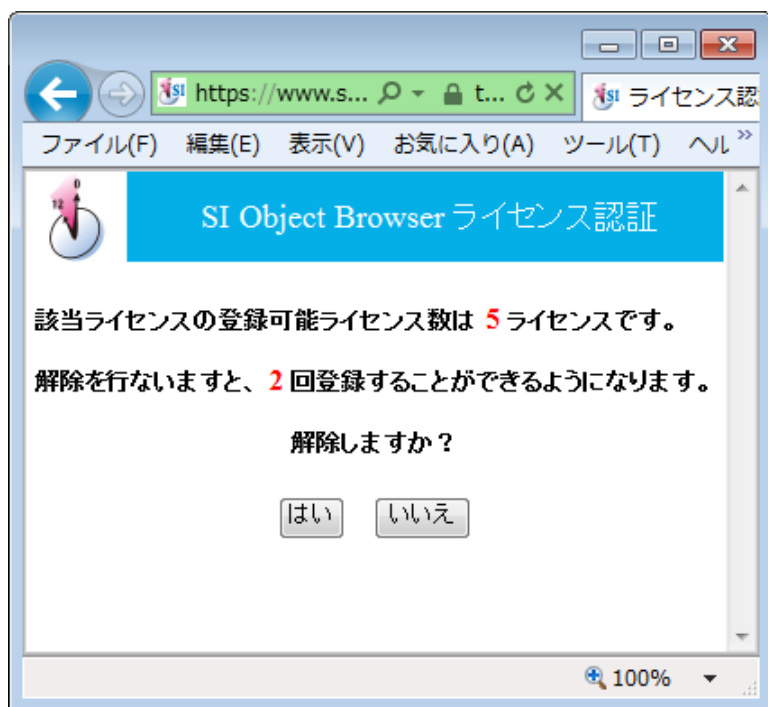 https://www.s... t... ライセンス認
ファイル(F) 編集(E) 表示(V) お気に入り(A) ツール(T) ヘル
SI Object Browser ライセンス認証
該当ライセンスの登録可能ライセンス数は 5 ライセンスです。
解除を行ないますと、2 回登録することができるようになります。
解除しますか？
はい いいえ
100%